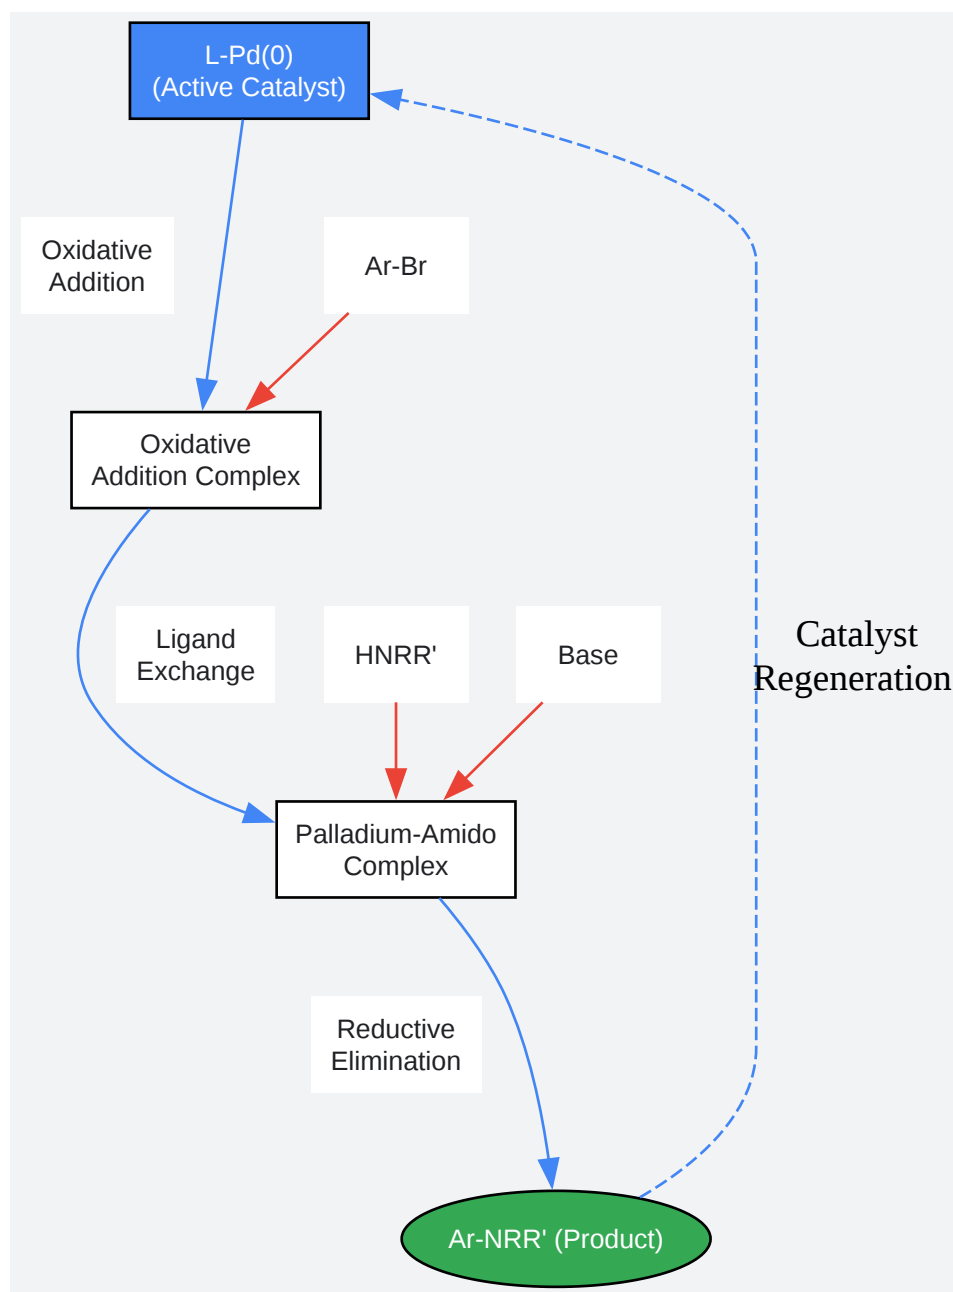 L-Pd(0)
(Active Catalyst)
Oxidative
Addition
Ar-Br
Oxidative
Addition Complex
Ligand
Exchange
HNRR'
Base
Catalyst
Regeneration
Palladium-Amido
Complex
Reductive
Elimination
Ar-NRR' (Product)